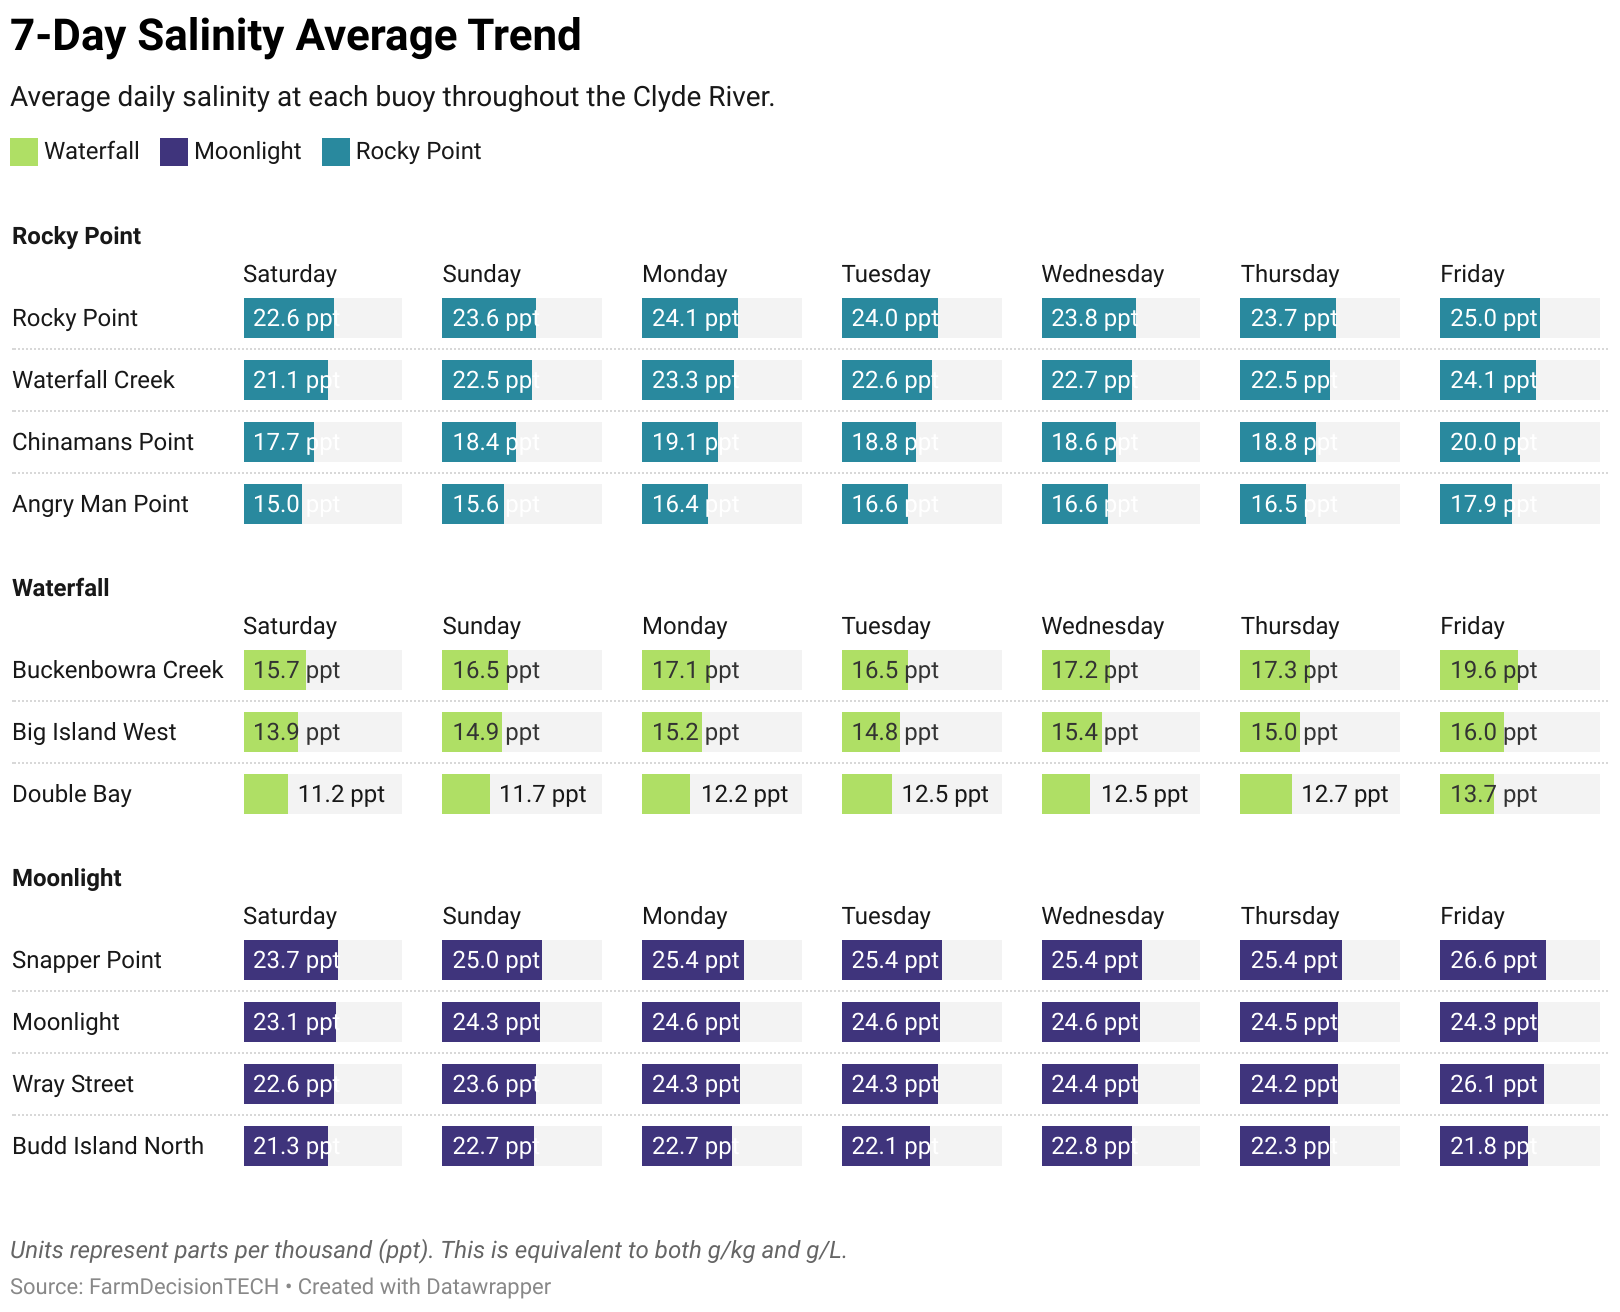 7-Day Salinity Average Trend
Average daily salinity at each buoy throughout the Clyde River.
Waterfall Moonlight Rocky Point
Rocky Point
Saturday Sunday Monday Tuesday Wednesday Thursday Friday
Rocky Point 22.6 ppt 23.6 ppt 24.1 ppt 24.0 ppt 23.8 ppt 23.7 ppt 25.0 ppt
Waterfall Creek 21.1 ppt 22.5 ppt 23.3 ppt 22.6 ppt 22.7 ppt 22.5 ppt 24.1 ppt
Chinamans Point 17.7 ppt 18.4 ppt 19.1 ppt 18.8 ppt 18.6 ppt 18.8 ppt 20.0 ppt
Angry Man Point 15.0 ppt 15.6 ppt 16.4 ppt 16.6 ppt 16.6 ppt 16.5 ppt 17.9 ppt
Waterfall
Saturday Sunday Monday Tuesday Wednesday Thursday Friday
Buckenbowra Creek 15.7 ppt 16.5 ppt 17.1 ppt 16.5 ppt 17.2 ppt 17.3 ppt 19.6 ppt
Big Island West 13.9 ppt 14.9 ppt 15.2 ppt 14.8 ppt 15.4 ppt 15.0 ppt 16.0 ppt
Double Bay 11.2 ppt 11.7 ppt 12.2 ppt 12.5 ppt 12.5 ppt 12.7 ppt 13.7 ppt
Moonlight
Saturday Sunday Monday Tuesday Wednesday Thursday Friday
Snapper Point 23.7 ppt 25.0 ppt 25.4 ppt 25.4 ppt 25.4 ppt 25.4 ppt 26.6 ppt
Moonlight 23.1 ppt 24.3 ppt 24.6 ppt 24.6 ppt 24.6 ppt 24.5 ppt 24.3 ppt
Wray Street 22.6 ppt 23.6 ppt 24.3 ppt 24.3 ppt 24.4 ppt 24.2 ppt 26.1 ppt
Budd Island North 21.3 ppt 22.7 ppt 22.7 ppt 22.1 ppt 22.8 ppt 22.3 ppt 21.8 ppt
Units represent parts per thousand (ppt). This is equivalent to both g/kg and g/L.
Source: FarmDecisionTECH • Created with Datawrapper